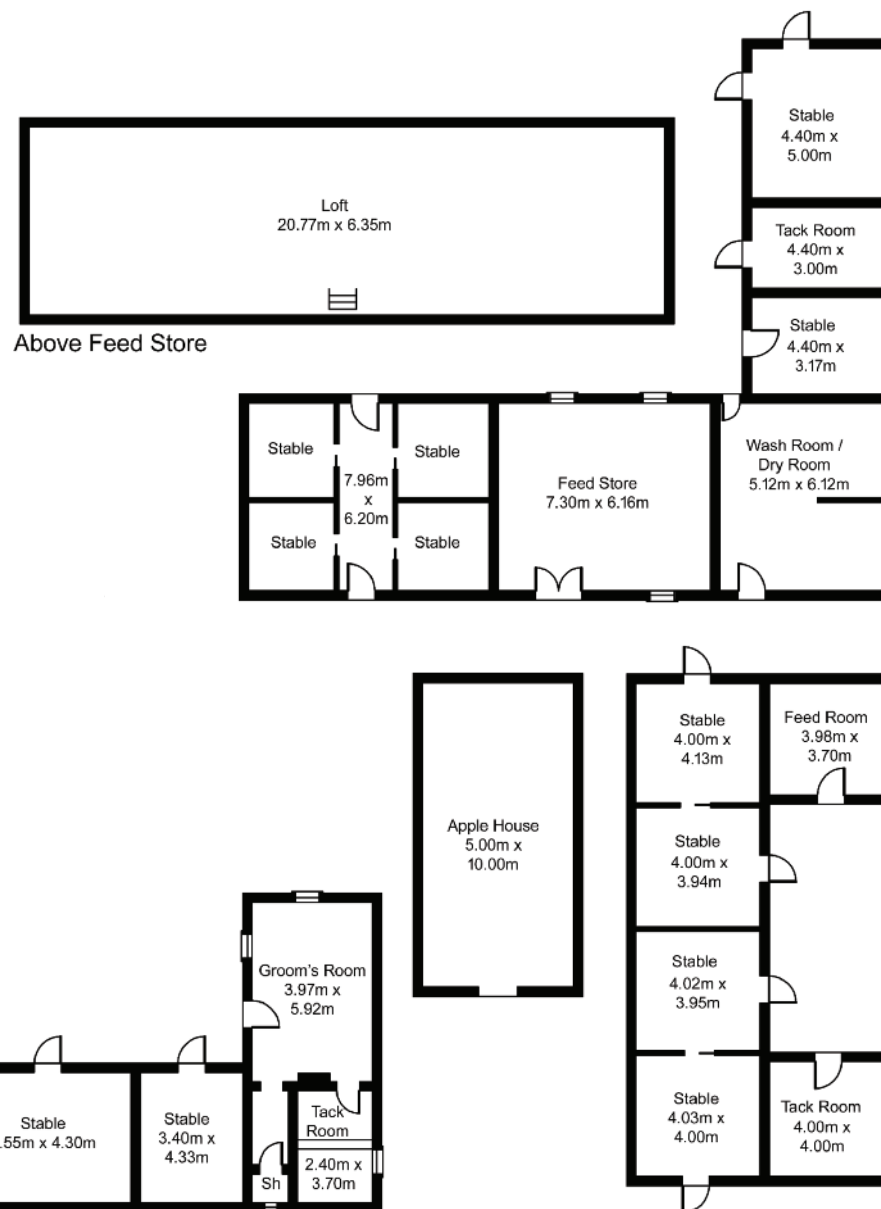 Stable
4.40m x
5.00m
Loft
20.77m x 6.35m
Tack Room
4.40m x
3.00m
Above Feed Store
Stable
4.40m x
3.17m
Stable
Stable
7.96m
x
6.20m
Stable
Stable
Feed Store
7.30m x 6.16m
Wash Room /
Dry Room
5.12m x 6.12m
Stable
4.00m x
4.13m
Feed Room
3.98m x
3.70m
Apple House
5.00m x
10.00m
Stable
4.00m x
3.94m
Stable
4.02m x
3.95m
Groom's Room
3.97m x
5.92m
Stable
.55m x 4.30m
Stable
3.40m x
4.33m
Tack
Room
2.40m x
3.70m
Sh
Stable
4.03m x
4.00m
Tack Room
4.00m x
4.00m